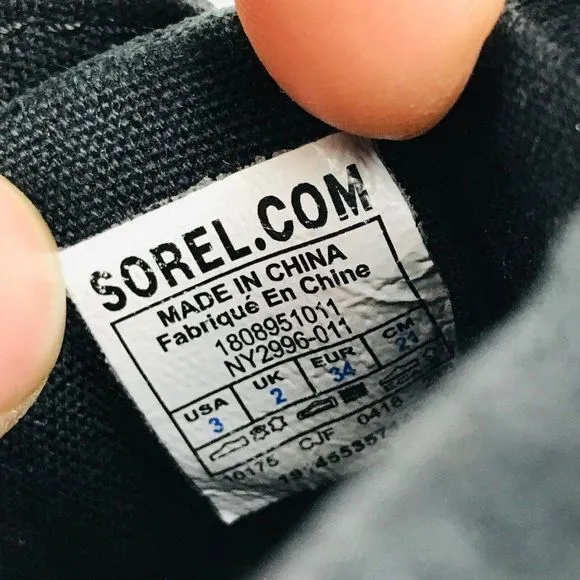 SOREL.COM
MADE IN CHINA
Fabriqué En Chine
1808951011
NY2996-011
USA UK EUR CM
3 2 34 21
10175 CJF 0418